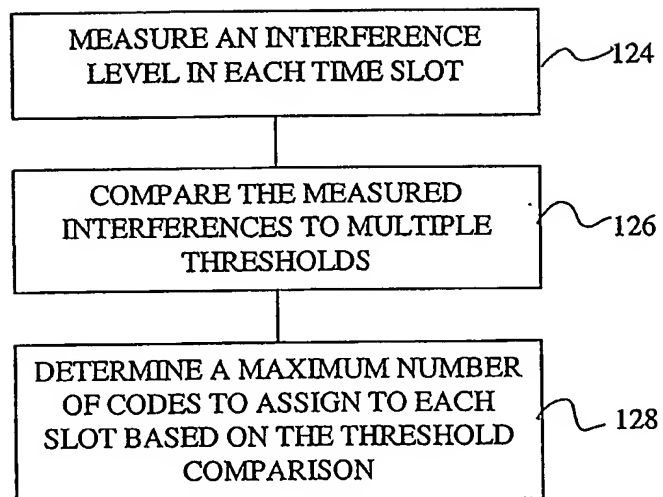 MEASURE AN INTERFERENCE
LEVEL IN EACH TIME SLOT
124
COMPARE THE MEASURED
INTERFERENCES TO MULTIPLE
THRESHOLDS
126
DETERMINE A MAXIMUM NUMBER
OF CODES TO ASSIGN TO EACH
SLOT BASED ON THE THRESHOLD
COMPARISON
128